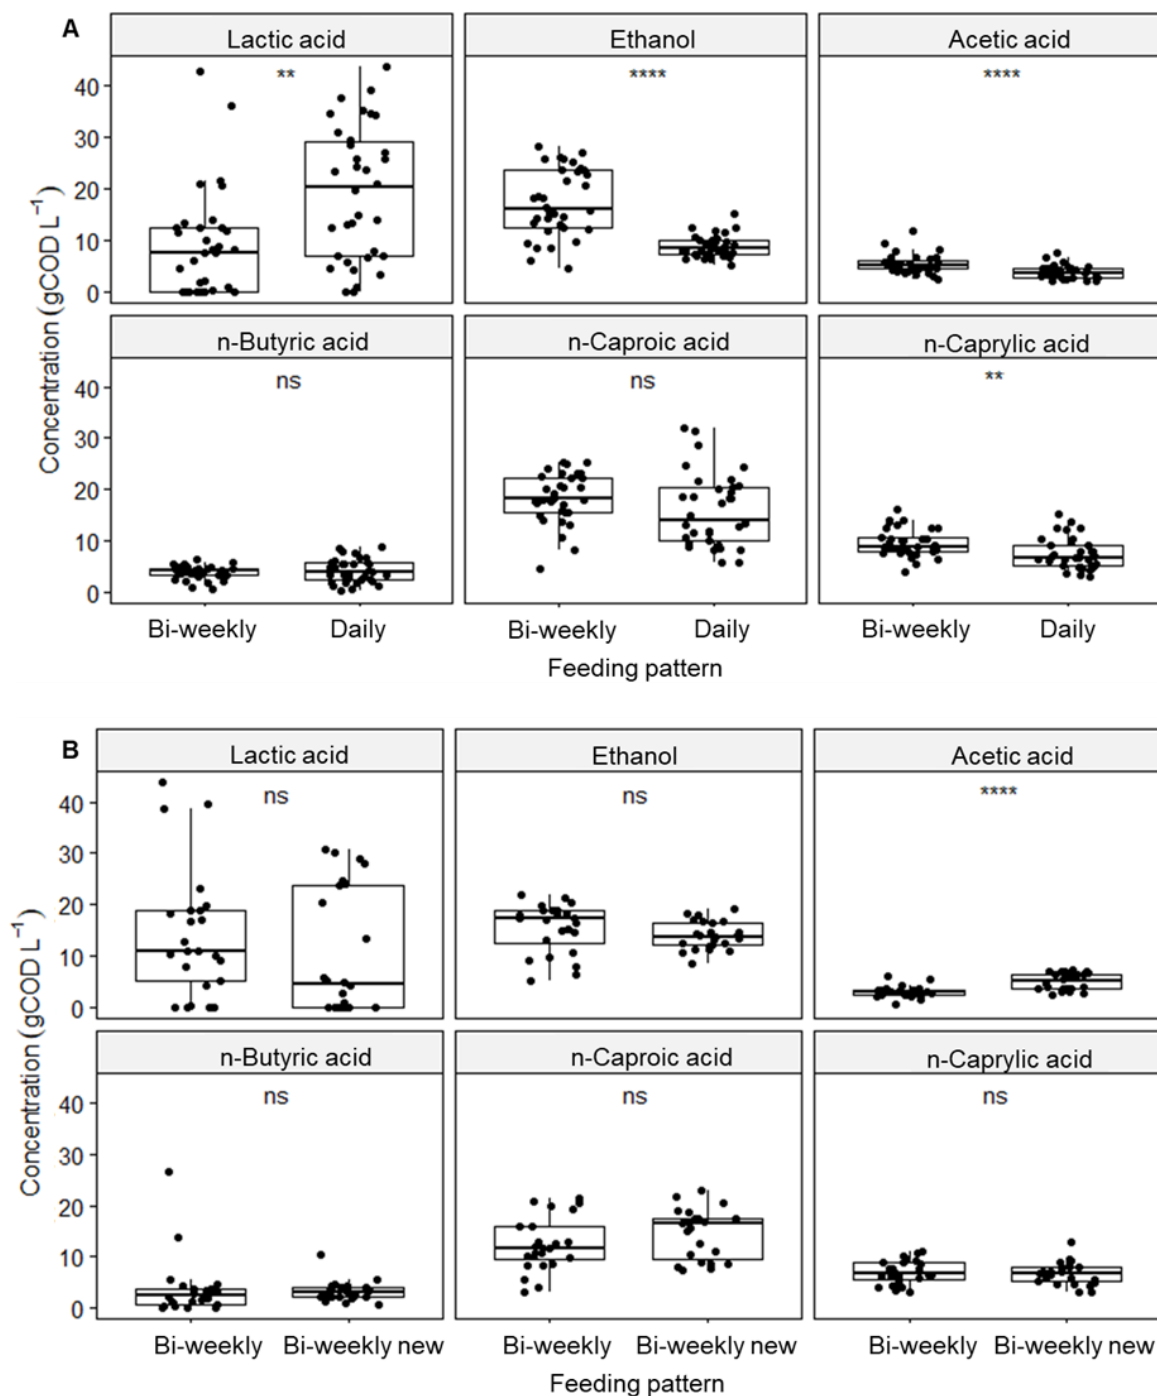 A
Lactic acid
Ethanol
Acetic acid
**
****
****
40
30
20
10
0
n-Butyric acid
n-Caproic acid
n-Caprylic acid
ns
ns
**
40
30
20
10
0
Concentration (gCOD L⁻¹)
Bi-weekly
Daily
Bi-weekly
Daily
Bi-weekly
Daily
Feeding pattern
B
Lactic acid
Ethanol
Acetic acid
ns
ns
****
40
30
20
10
0
n-Butyric acid
n-Caproic acid
n-Caprylic acid
ns
ns
ns
40
30
20
10
0
Concentration (gCOD L⁻¹)
Bi-weekly
Bi-weekly new
Bi-weekly
Bi-weekly new
Bi-weekly
Bi-weekly new
Feeding pattern